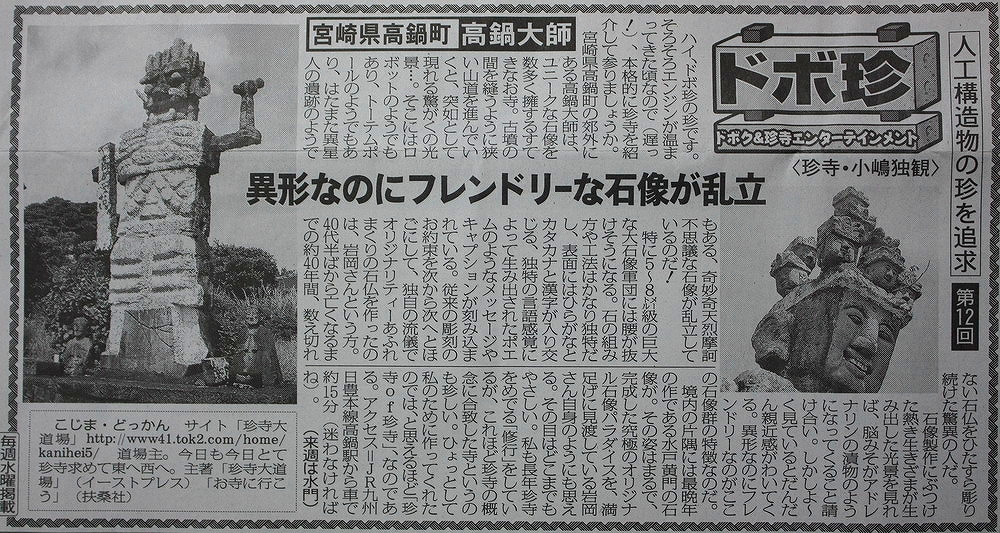 人工構造物の珍を追求
第12回
ドボ珍
ドボク&珍寺エンターテインメント
〈珍寺・小嶋独観〉
宮崎県高鍋町 高鍋大師
異形なのにフレンドリーな石像が乱立
ハイ、ドボ珍の珍です。
そろそろエンジンが温ま
ってきた頃なので(遅っ
!)、本格的に珍寺を紹
介して参りましょうか。
宮崎県高鍋町の郊外に
ある高鍋大師は、
ユニークな石像を
数多く擁するすて
きなお寺。古墳の
間を縫うように狭
い山道を進んでい
くと、突如として
現れる驚がくの光
景…。そこにはロ
ボットのようでも
あり、トーテムポ
ールのようでもあ
り、はたまた異星
人の遺跡のようで
もある、奇妙奇天烈摩訶
不思議な石像が乱立して
いるのだ!
特に5〜8㍍級の巨大
な大石像軍団には腰が抜
けそうになる。石の組み
方や工法はかなり独特だ
し、表面にはひらがなと
カタカナと漢字が入り交
じる、独特の言語感覚に
よって生み出されたポエ
ムのようなメッセージや
キャプションが刻み込ま
れている。従来の彫刻の
お約束を次から次へとほ
ごにして、独自の流儀で
オリジナリティーあふれ
まくりの石仏を作ったの
は、岩岡さんという方。
40代半ばから亡くなるま
での約40年間、数え切れ
ない石仏をひたすら彫り
続けた驚異の人だ。
石像製作にぶつけ
た熱き生きざまが生
み出した光景を見れ
ば、脳みそがアドレ
ナリンの漬物のよう
になってくること請
け合い。しかしよ〜
く見ているとだんだ
ん親近感がわいてく
る。異形なのにフレ
ンドリーなのがここ
の石像群の特徴なのだ。
境内の片隅には最晩年
の作である水戸黄門の石
像が。その姿はまるで、
完成した究極のオリジナ
ル石像パラダイスを、満
足げに見渡している岩岡
さん自身のようにも思え
る。その目はどこまでも
やさしい。私も長年珍寺
をめぐる「修行」をしてい
るが、これほど珍寺の概
念に合致した寺というの
も珍しい。ひょっとして
私のために作ってくれた
のでは、と思えるほど「珍
寺of珍寺」なのであ
る。アクセス=JR九州
日豊本線高鍋駅から車で
約15分(迷わなければ
ね)。 (来週は水門)
こじま・どっかん サイト「珍寺大
道場」http://www41.tok2.com/home/
kanihei5/ 道場主。今日も今日とて
珍寺求めて東へ西へ。主著「珍寺大道
場」(イーストプレス)「お寺に行こ
う」(扶桑社)
毎週水曜掲載